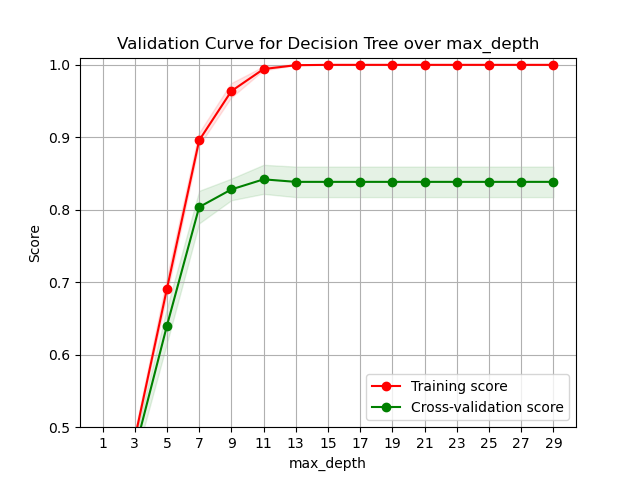 Validation Curve for Decision Tree over max_depth
1.0
0.9
0.8
0.7
0.6
0.5
Score
Training score
Cross-validation score
1 3 5 7 9 11 13 15 17 19 21 23 25 27 29
max_depth